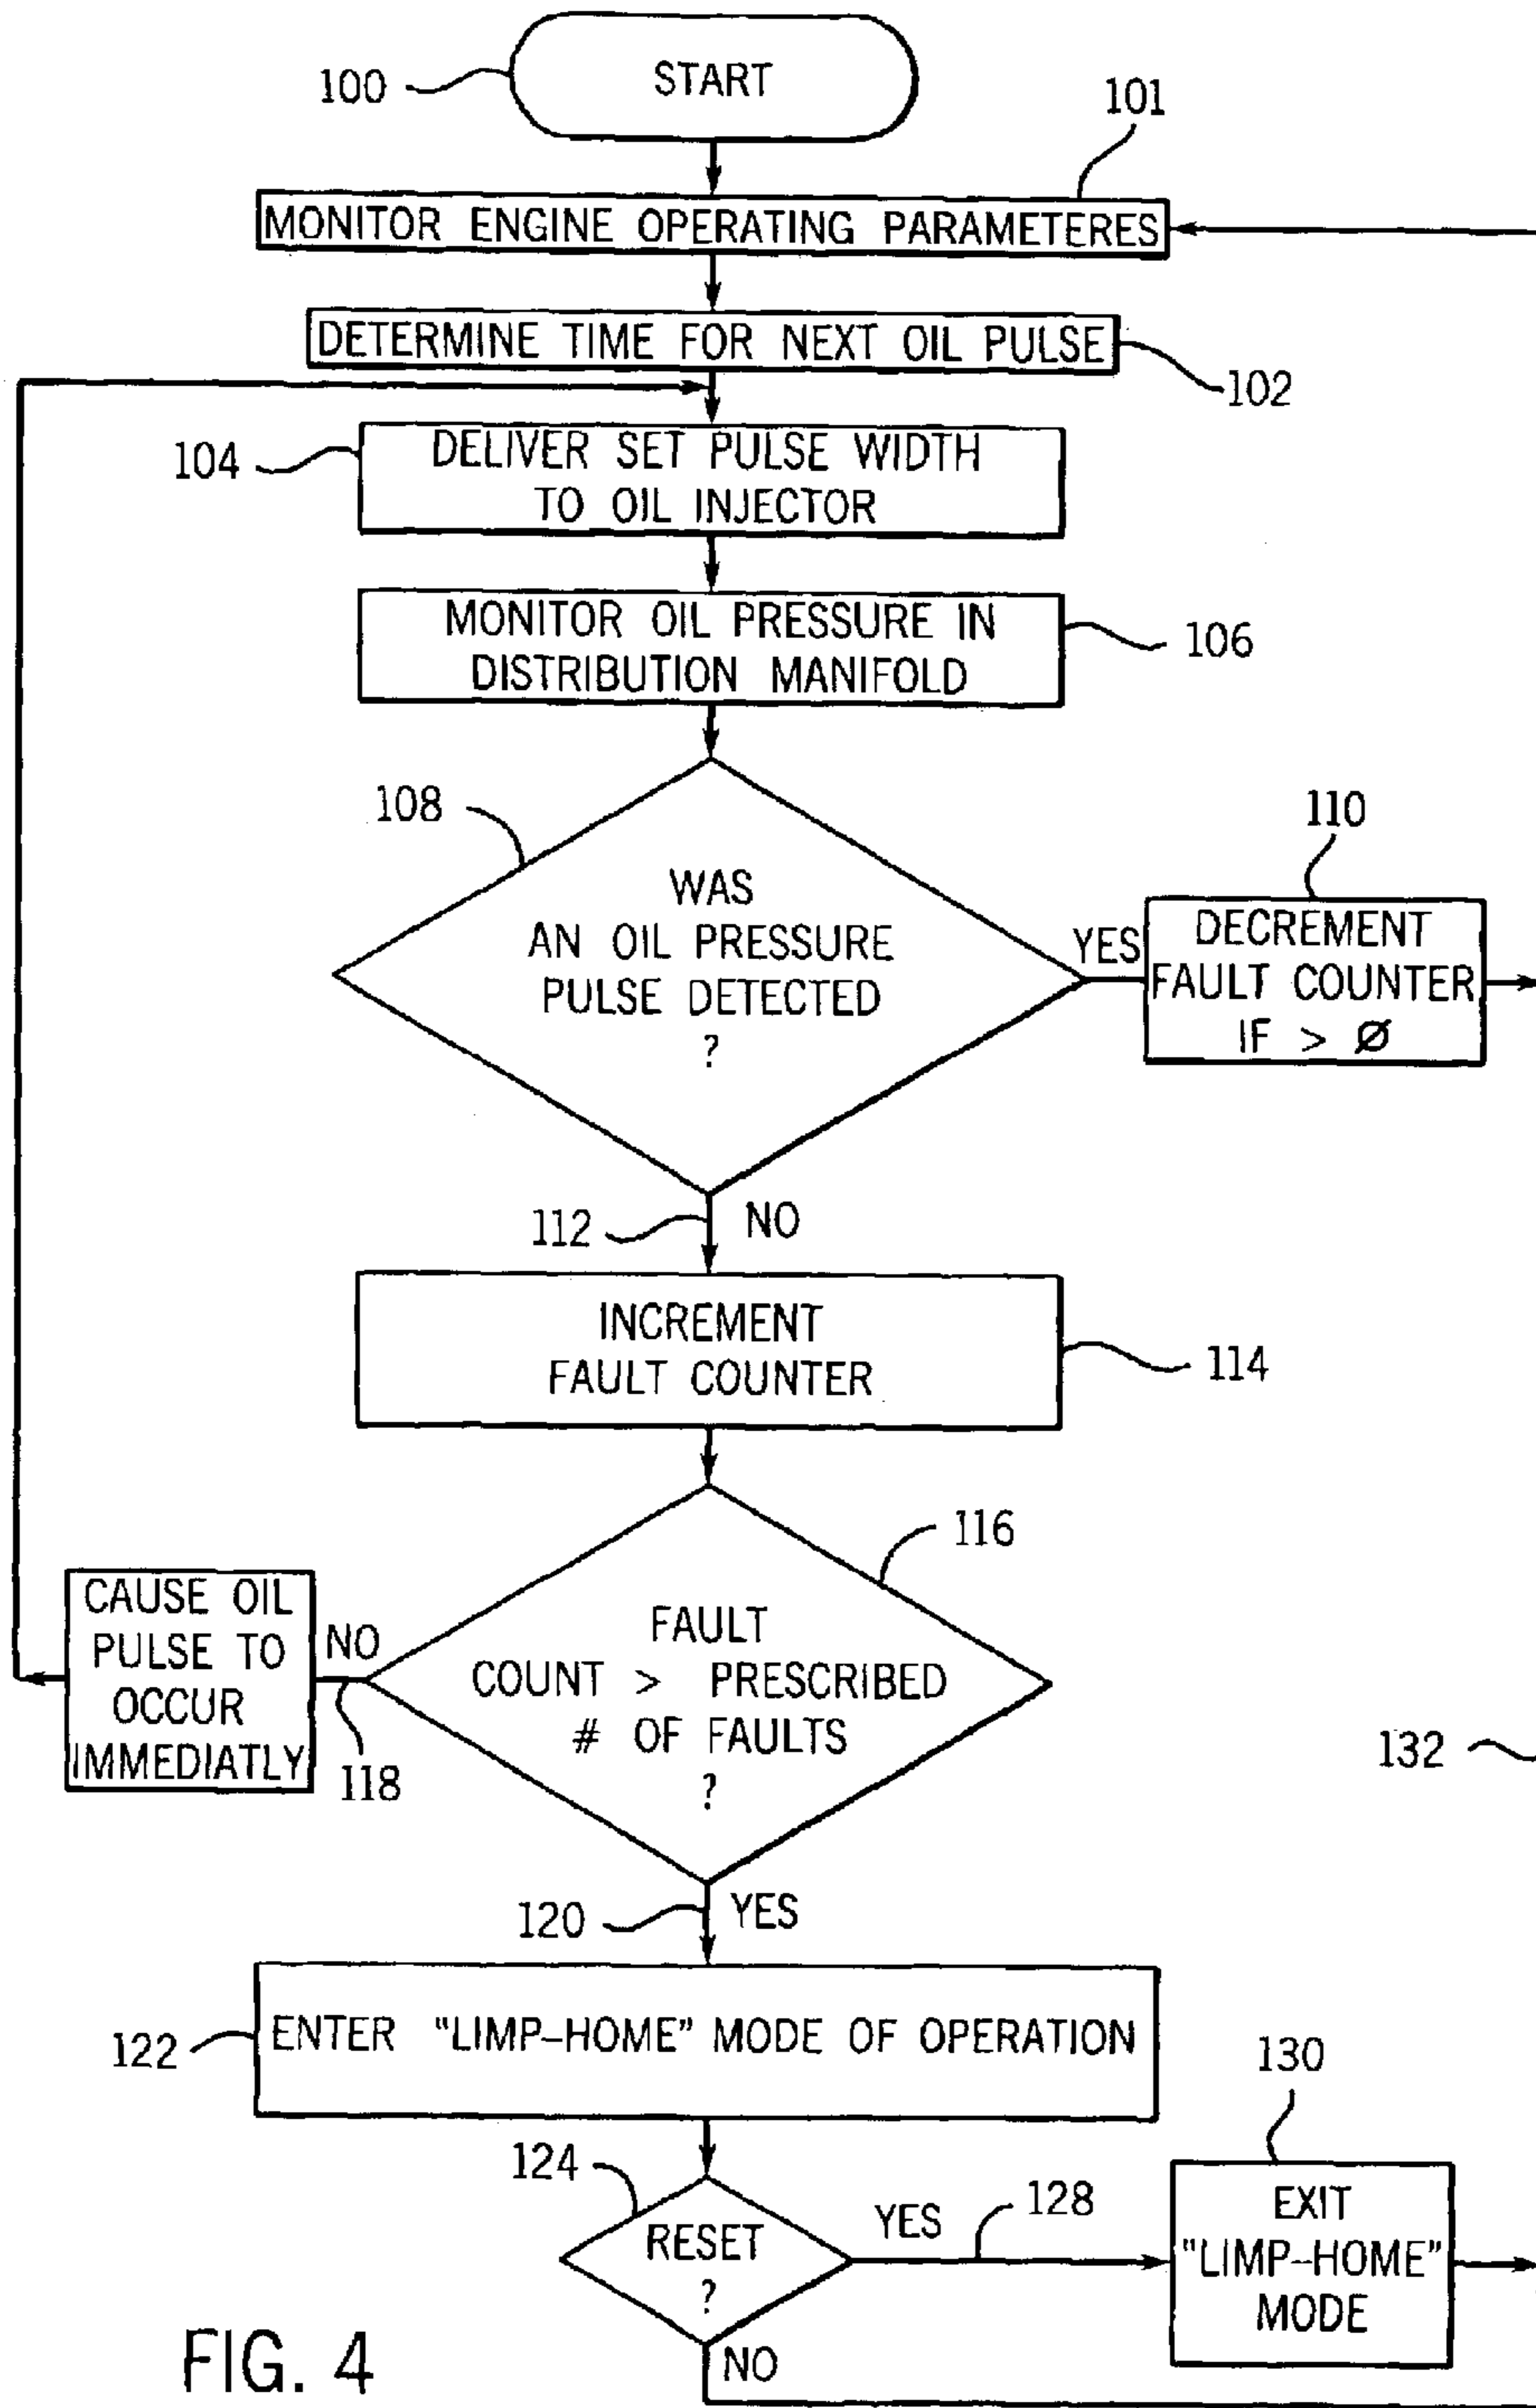 START
100
101
MONITOR ENGINE OPERATING PARAMETERES
DETERMINE TIME FOR NEXT OIL PULSE
102
104
DELIVER SET PULSE WIDTH
TO OIL INJECTOR
MONITOR OIL PRESSURE IN
DISTRIBUTION MANIFOLD
106
108
WAS
AN OIL PRESSURE
PULSE DETECTED
?
YES
110
DECREMENT
FAULT COUNTER
IF > Ø
112
NO
INCREMENT
FAULT COUNTER
114
116
FAULT
COUNT > PRESCRIBED
# OF FAULTS
?
NO
118
CAUSE OIL
PULSE TO
OCCUR
IMMEDIATLY
132
120
YES
122
ENTER "LIMP-HOME" MODE OF OPERATION
124
RESET
?
YES
128
130
EXIT
"LIMP-HOME"
MODE
NO
FIG. 4